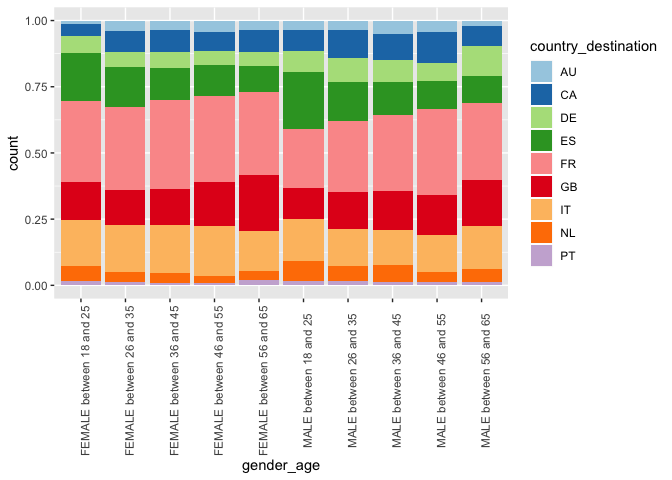 1.00
0.75
0.50
0.25
0.00
count
FEMALE between 18 and 25
FEMALE between 26 and 35
FEMALE between 36 and 45
FEMALE between 46 and 55
FEMALE between 56 and 65
MALE between 18 and 25
MALE between 26 and 35
MALE between 36 and 45
MALE between 46 and 55
MALE between 56 and 65
gender_age
country_destination
AU
CA
DE
ES
FR
GB
IT
NL
PT